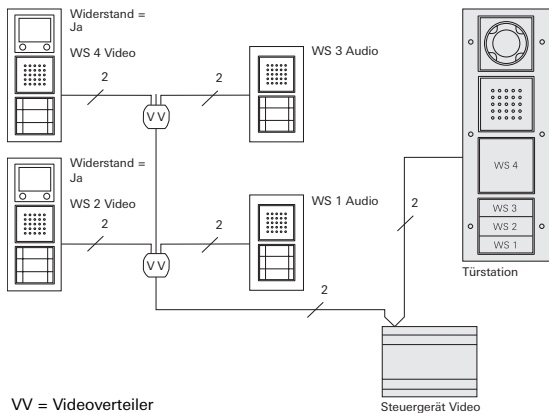 Widerstand =
Ja
WS 4 Video
2
2
VV
WS 3 Audio
Widerstand =
Ja
WS 2 Video
2
2
VV
WS 1 Audio
2
2
WS 4
WS 3
WS 2
WS 1
Türstation
Steuergerät Video
VV = Videoverteiler